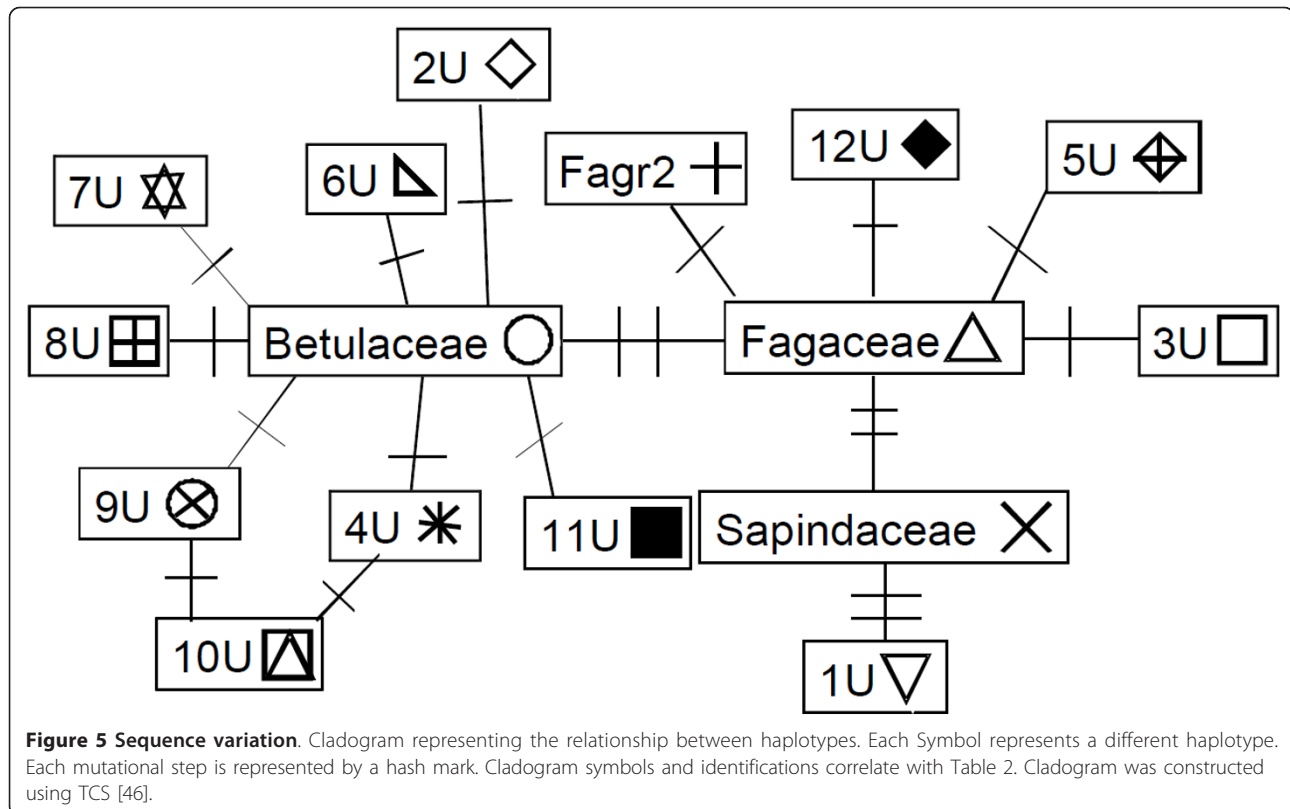 2U
7U
6U
Fagr2
12U
5U
8U
Betulaceae
Fagaceae
3U
9U
4U
11U
Sapindaceae
10U
1U
Figure 5 Sequence variation. Cladogram representing the relationship between haplotypes. Each Symbol represents a different haplotype.
Each mutational step is represented by a hash mark. Cladogram symbols and identifications correlate with Table 2. Cladogram was constructed
using TCS [46].